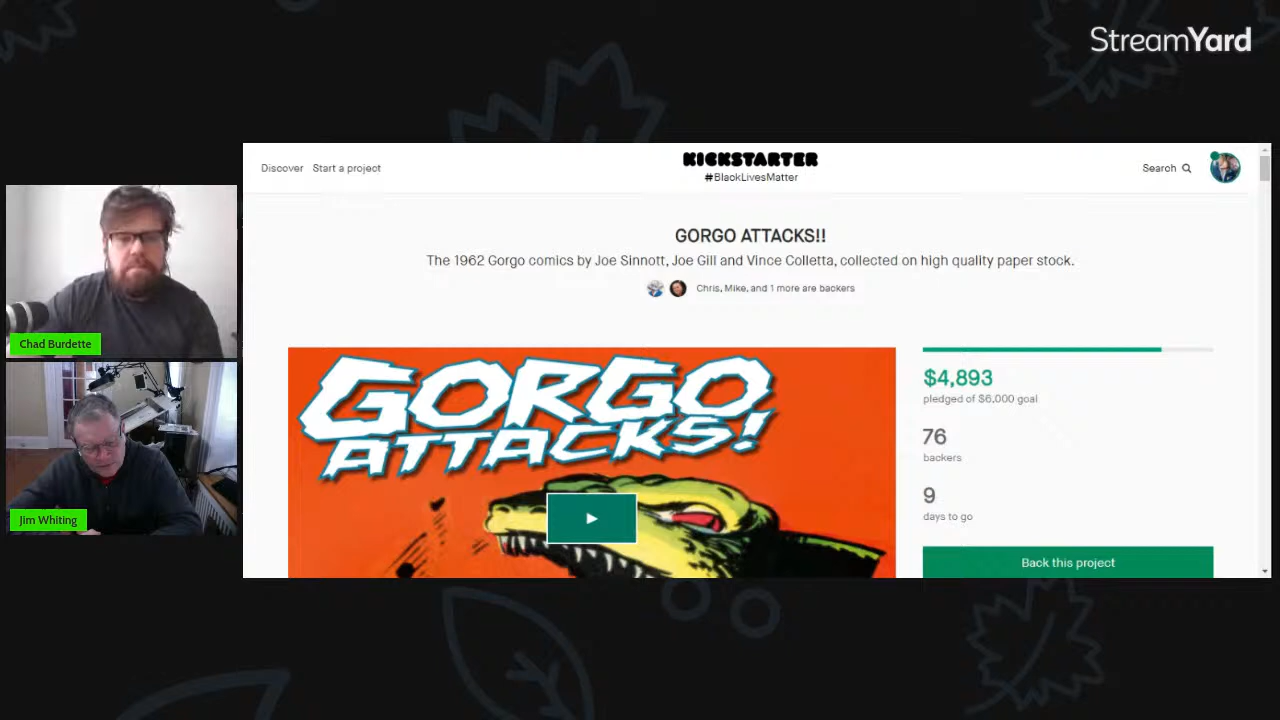 StreamYard
Discover Start a project
KICKSTARTER
#BlackLivesMatter
Search
GORGO ATTACKS!!
The 1962 Gorgo comics by Joe Sinnott, Joe Gill and Vince Colletta, collected on high quality paper stock.
Chris, Mike, and 1 more are backers
Chad Burdette
Jim Whiting
GORGO
ATTACKS!
$4,893
pledged of $6,000 goal
76
backers
9
days to go
Back this project